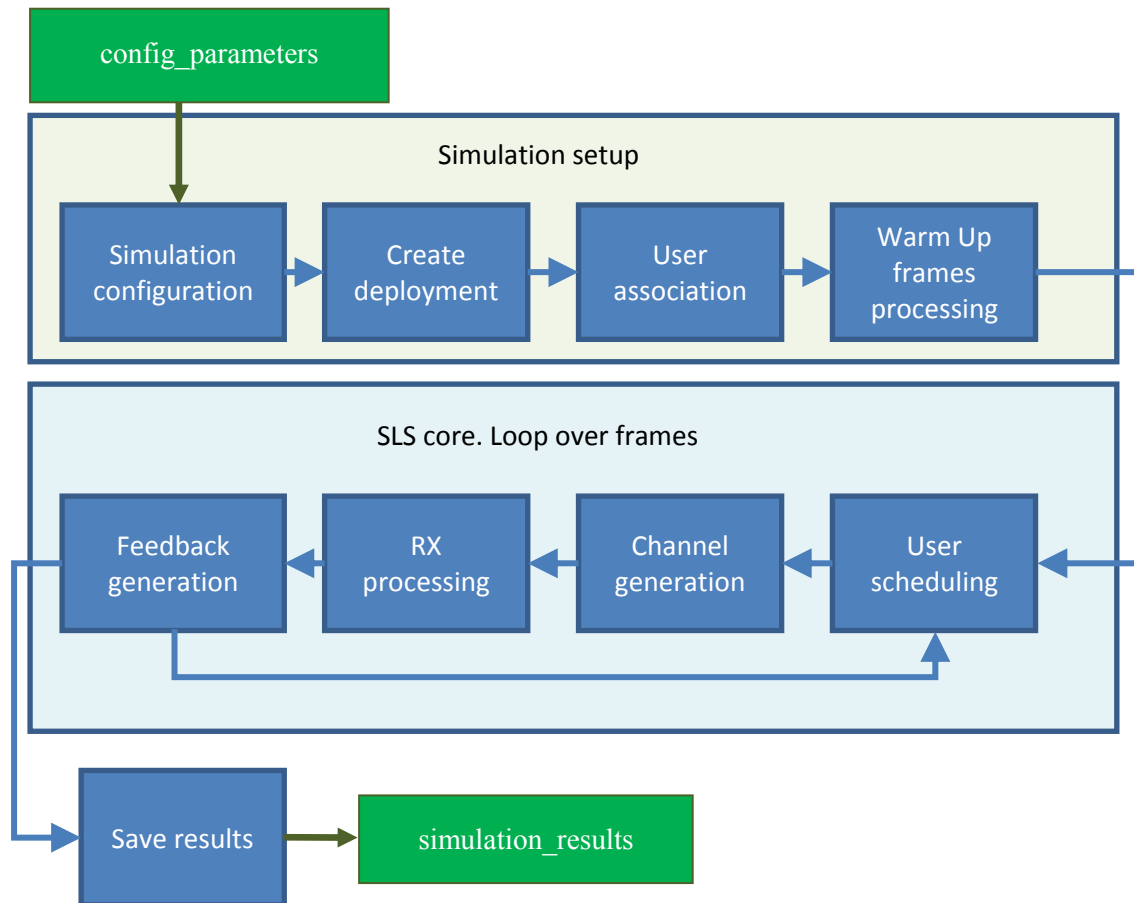 config_parameters
Simulation setup
Simulation
configuration
Create
deployment
User
association
Warm Up
frames
processing
SLS core. Loop over frames
Feedback
generation
RX
processing
Channel
generation
User
scheduling
Save results
simulation_results